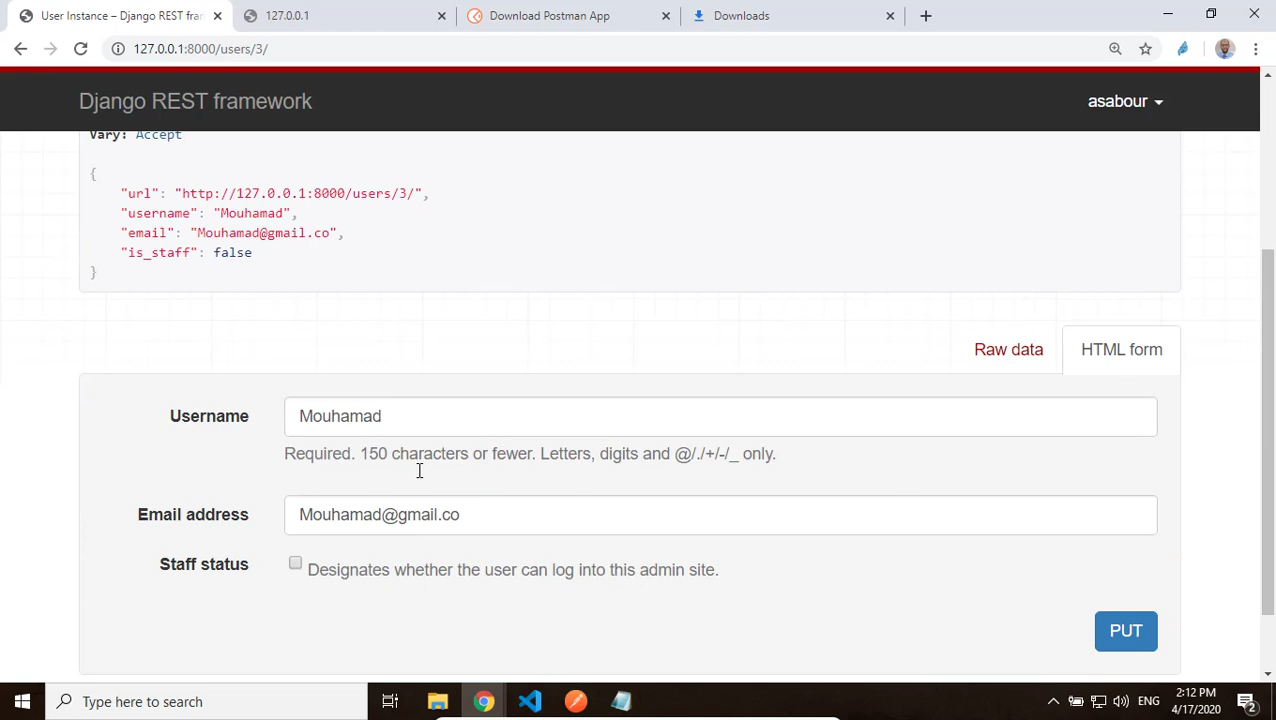 User Instance – Django REST fram
127.0.0.1
Download Postman App
Downloads
127.0.0.1:8000/users/3/
Django REST framework
asabour
Vary: Accept
{
"url": "http://127.0.0.1:8000/users/3/",
"username": "Mouhamad",
"email": "Mouhamad@gmail.co",
"is_staff": false
}
Raw data
HTML form
Username
Mouhamad
Required. 150 characters or fewer. Letters, digits and @/./+/-/_ only.
Email address
Mouhamad@gmail.co
Staff status
Designates whether the user can log into this admin site.
PUT
Type here to search
ENG
2:12 PM
4/17/2020
2